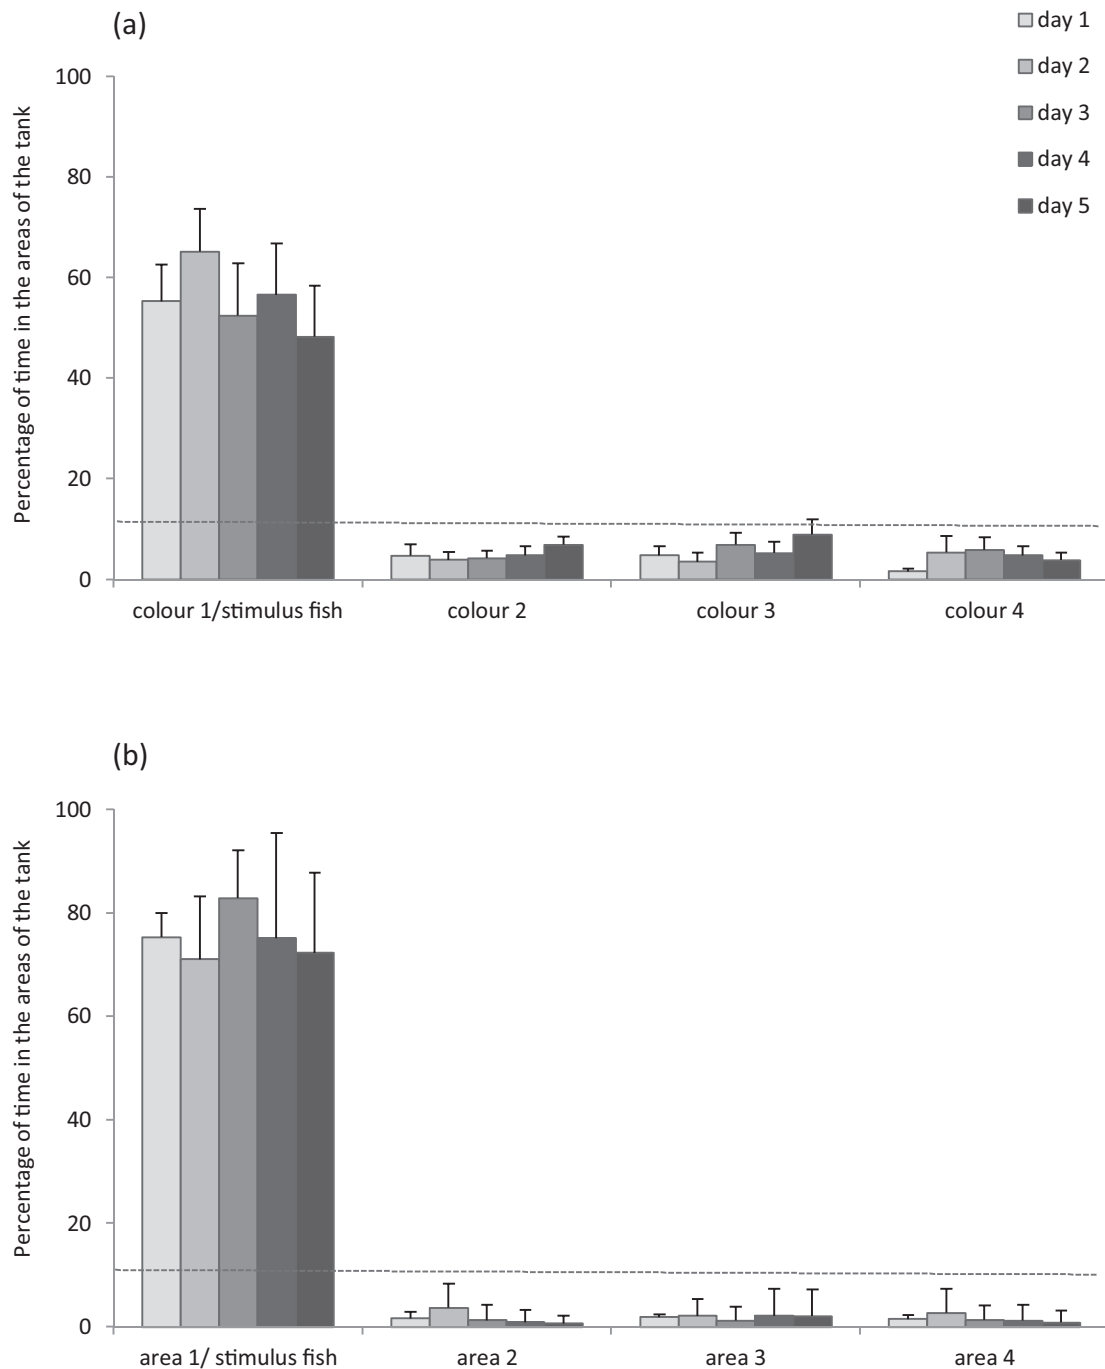 (a)
day 1
day 2
day 3
day 4
day 5
Percentage of time in the areas of the tank
100
80
60
40
20
0
colour 1/stimulus fish
colour 2
colour 3
colour 4
(b)
Percentage of time in the areas of the tank
100
80
60
40
20
0
area 1/ stimulus fish
area 2
area 3
area 4